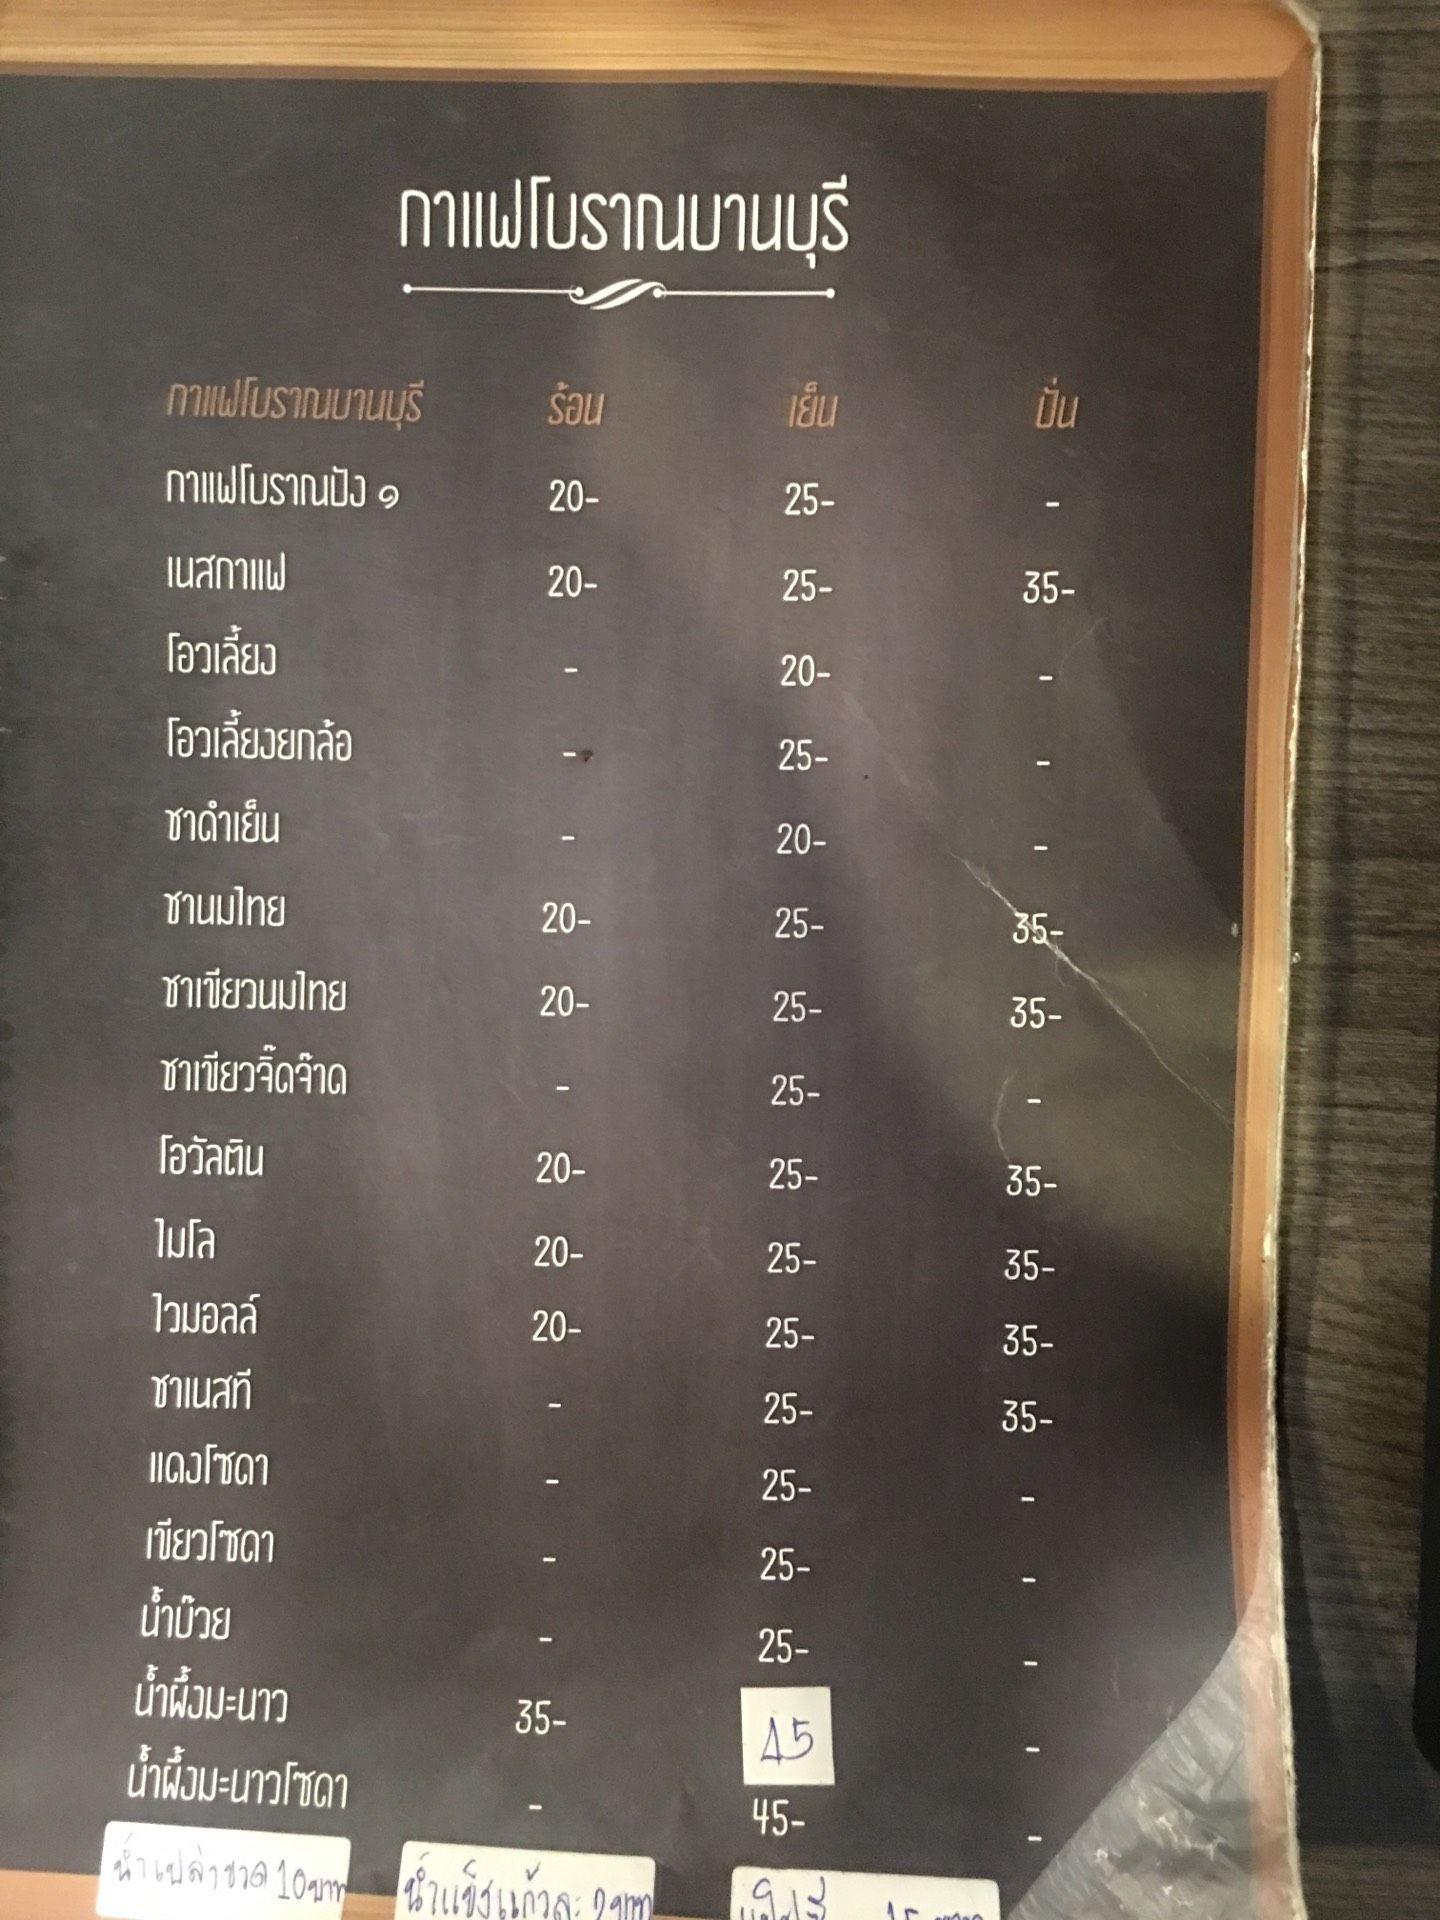 กาแฟโบราณบานบุรี
กาแฟโบราณบานบุรี ร้อน เย็น ปั่น
กาแฟโบราณปัง ๑ 20- 25- -
เนสกาแฟ 20- 25- 35-
โอวเลี้ยง - 20- -
โอวเลี้ยงยกล้อ - 25- -
ชาดำเย็น - 20- -
ชานมไทย 20- 25- 35-
ชาเขียวนมไทย 20- 25- 35-
ชาเขียวจิ๊ดจ๊าด - 25- -
โอวัลติน 20- 25- 35-
ไมโล 20- 25- 35-
ไวมอลล์ 20- 25- 35-
ชาเนสที - 25- 35-
แดงโซดา - 25- -
เขียวโซดา - 25- -
น้ำบ๊วย - 25- -
น้ำผึ้งมะนาว 35- 45 -
น้ำผึ้งมะนาวโซดา - 45- -
น้ำเปล่าขวด 10 บาท น้ำแข็งแก้วละ 2 บาท 15 บาท